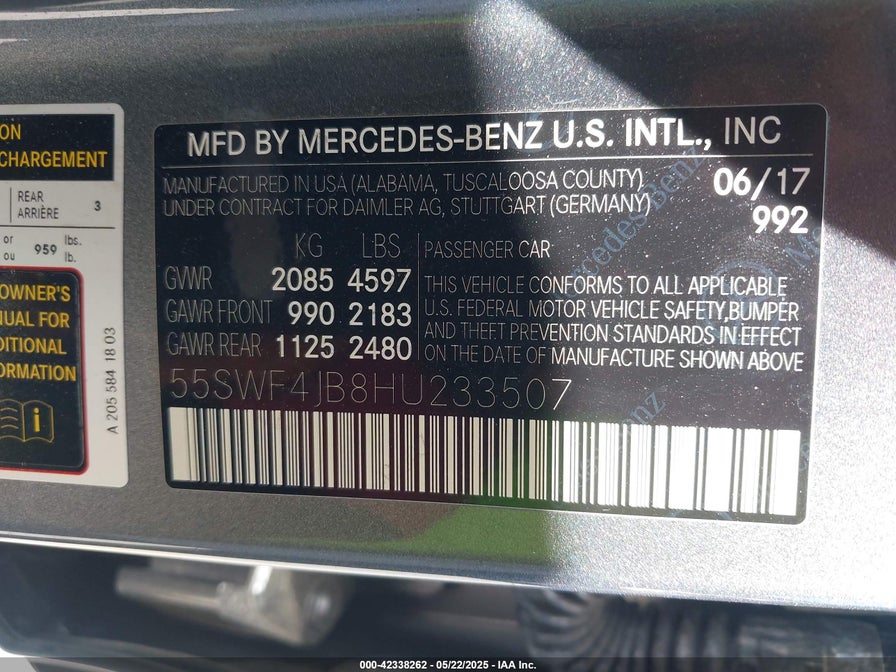 ON
CHARGEMENT
REAR
ARRIÈRE 3
or
ou 959 lbs.
lb.
OWNER'S
NUAL FOR
DDITIONAL
FORMATION
i
A 205 584 18 03
MFD BY MERCEDES-BENZ U.S. INTL., INC
MANUFACTURED IN USA (ALABAMA, TUSCALOOSA COUNTY) 06/17
UNDER CONTRACT FOR DAIMLER AG, STUTTGART (GERMANY) 992
KG LBS PASSENGER CAR
GVWR 2085 4597
GAWR FRONT 990 2183
GAWR REAR 1125 2480
THIS VEHICLE CONFORMS TO ALL APPLICABLE
U.S. FEDERAL MOTOR VEHICLE SAFETY, BUMPER
AND THEFT PREVENTION STANDARDS IN EFFECT
ON THE DATE OF MANUFACTURE SHOWN ABOVE
55SWF4JB8HU233507
Mercedes-Benz
000-42338262 - 05/22/2025 - IAA Inc.